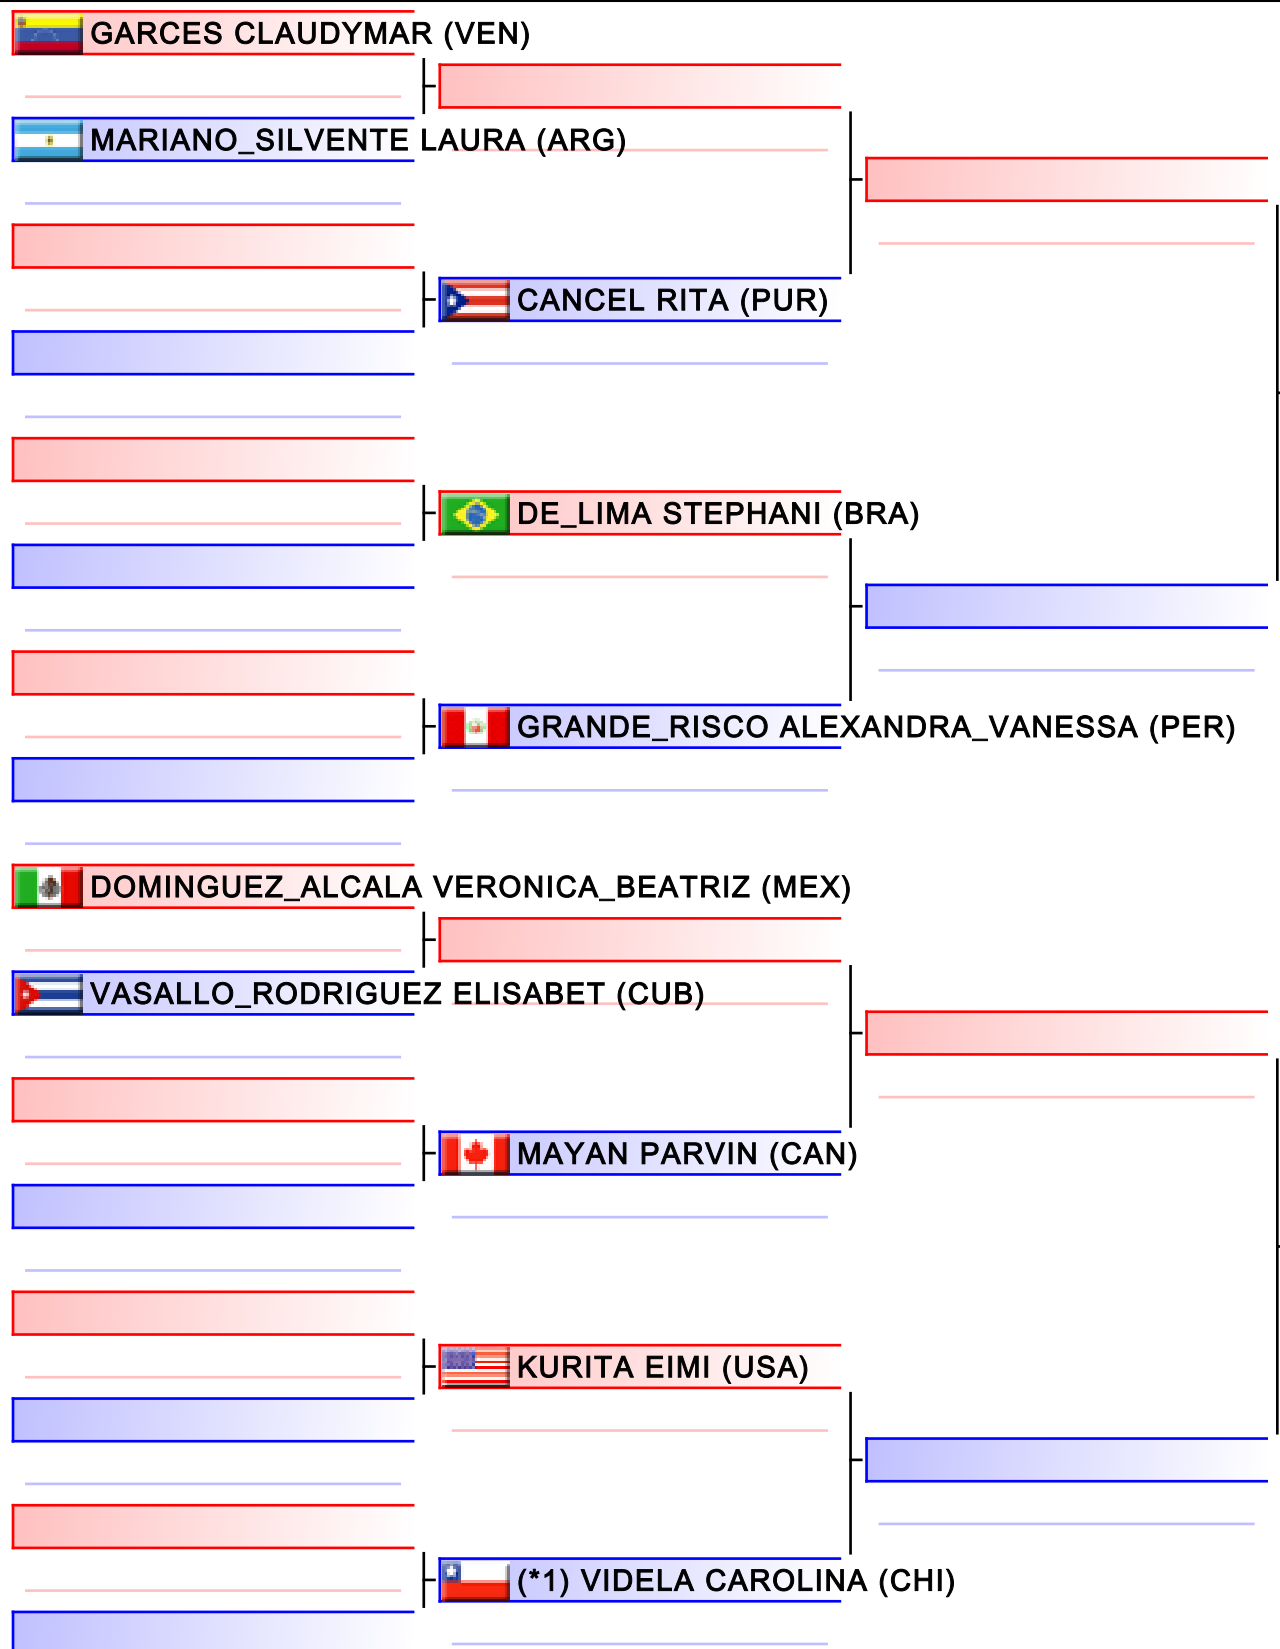 GARCES CLAUDYMAR (VEN)
MARIANO_SILVENTE LAURA (ARG)
CANCEL RITA (PUR)
DE_LIMA STEPHANI (BRA)
GRANDE_RISCO ALEXANDRA_VANESSA (PER)
DOMINGUEZ_ALCALA VERONICA_BEATRIZ (MEX)
VASALLO_RODRIGUEZ ELISABET (CUB)
MAYAN PARVIN (CAN)
KURITA EIMI (USA)
(*1) VIDELA CAROLINA (CHI)